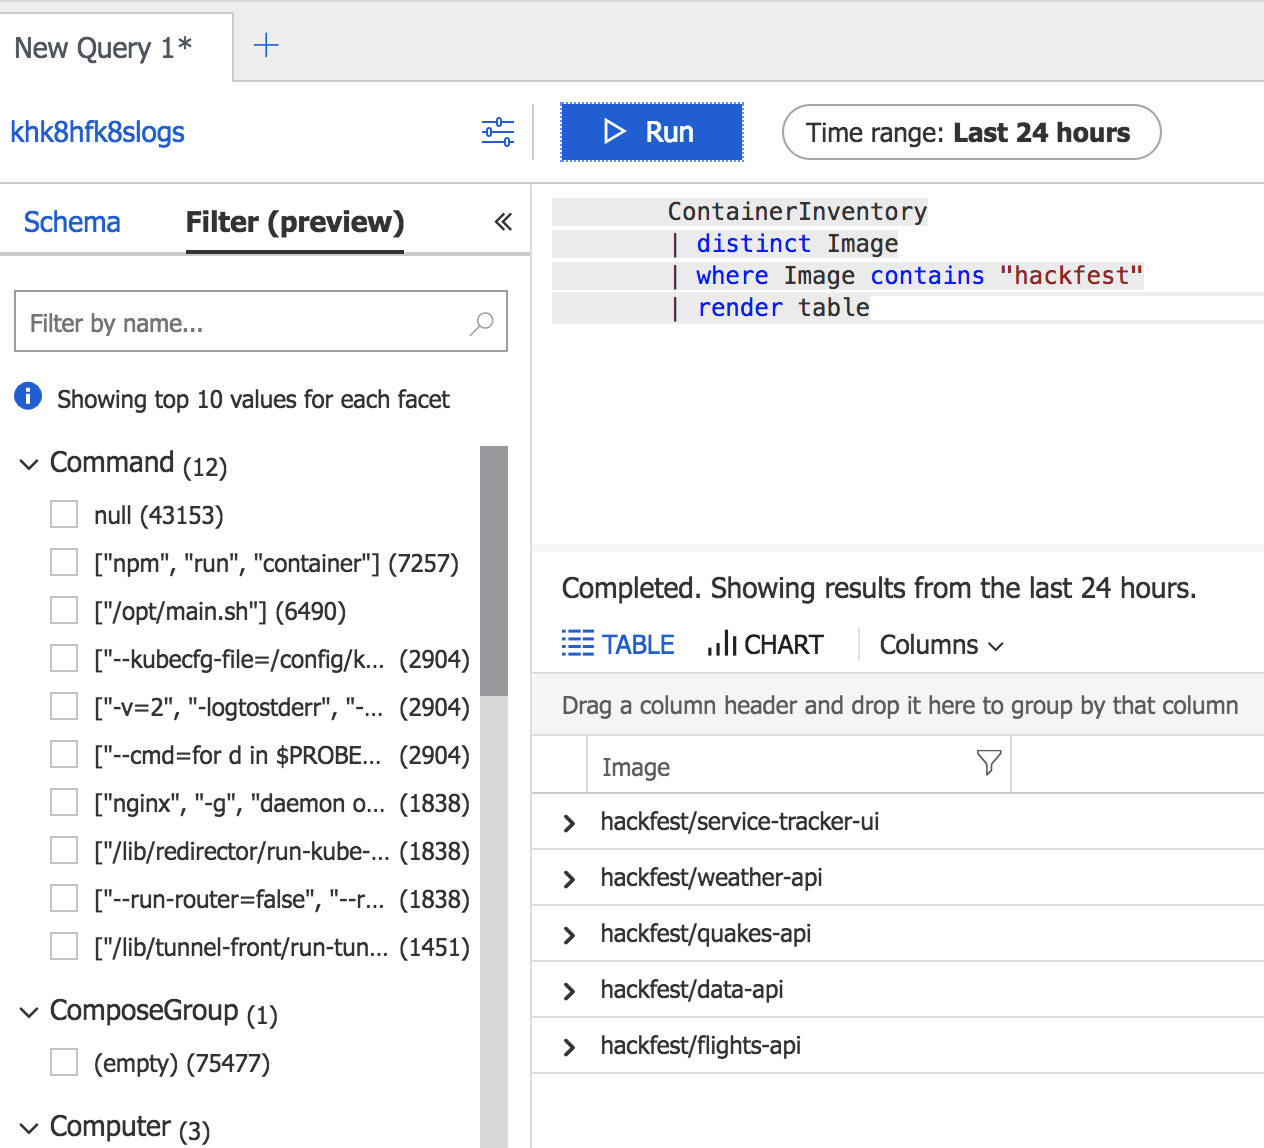 New Query 1*
khk8hfk8slogs
Run
Time range: Last 24 hours
Schema
Filter (preview)
Filter by name...
Showing top 10 values for each facet
Command (12)
null (43153)
["npm", "run", "container"] (7257)
["/opt/main.sh"] (6490)
["--kubecfg-file=/config/k... (2904)
["-v=2", "-logtostderr", "-... (2904)
["--cmd=for d in $PROBE... (2904)
["nginx", "-g", "daemon o... (1838)
["/lib/redirector/run-kube-... (1838)
["--run-router=false", "--r... (1838)
["/lib/tunnel-front/run-tun... (1451)
ComposeGroup (1)
(empty) (75477)
Computer (3)
ContainerInventory
| distinct Image
| where Image contains "hackfest"
| render table
Completed. Showing results from the last 24 hours.
TABLE CHART Columns
Drag a column header and drop it here to group by that column
Image
hackfest/service-tracker-ui
hackfest/weather-api
hackfest/quakes-api
hackfest/data-api
hackfest/flights-api